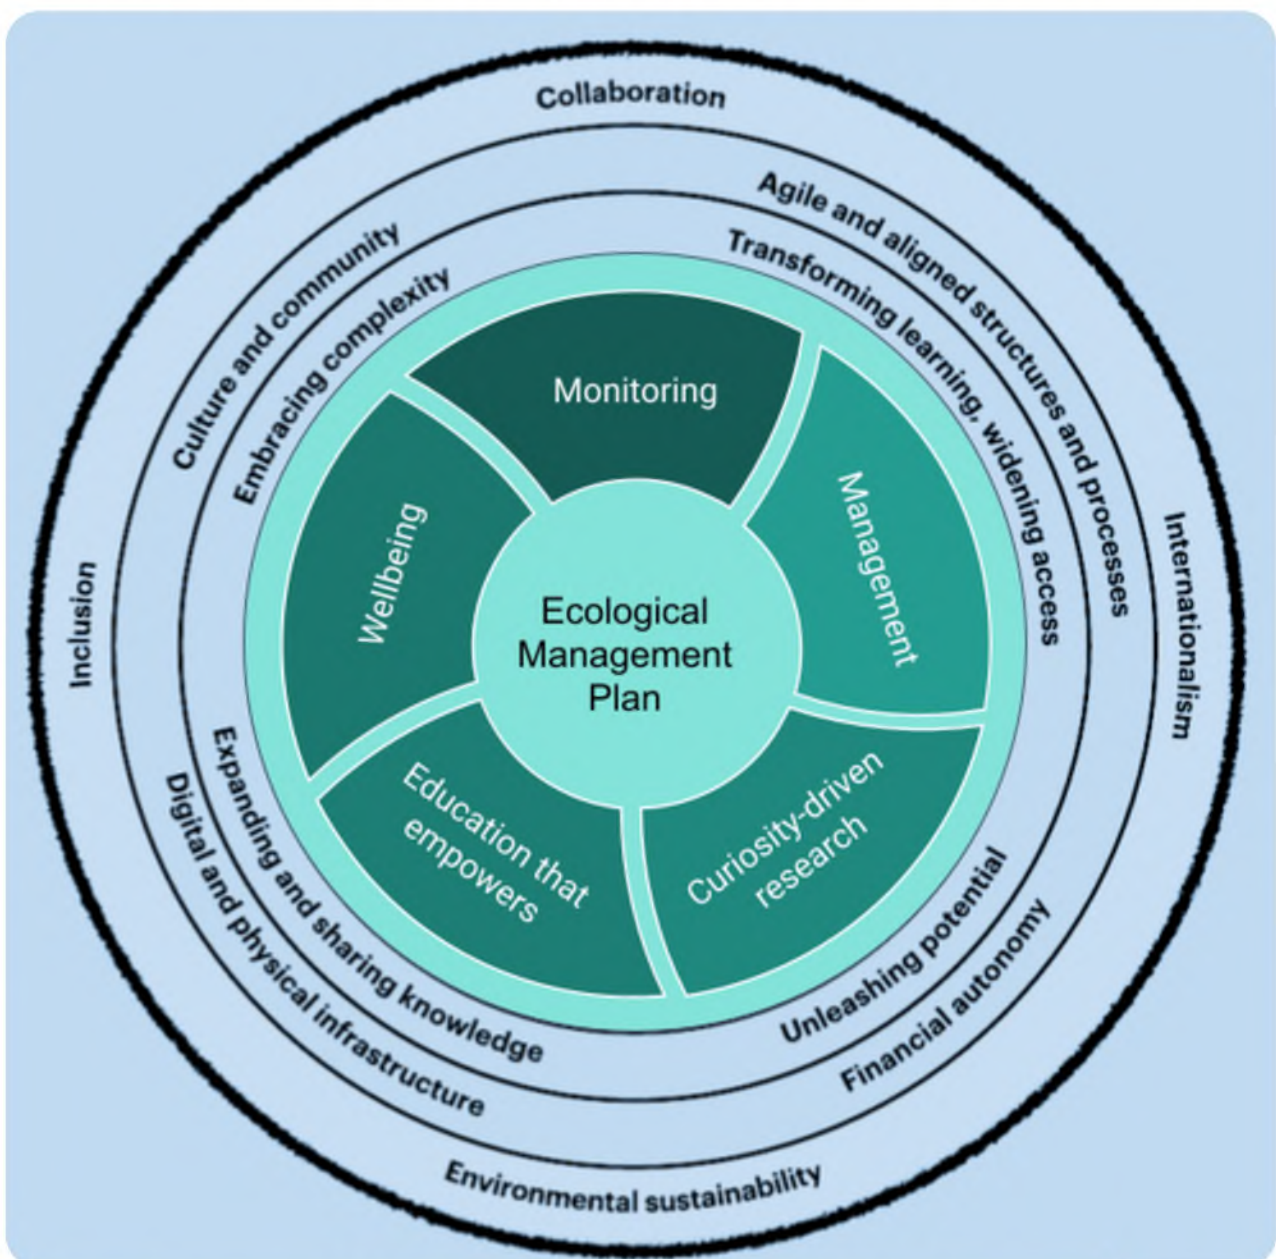 Collaboration
Agile and aligned structures and processes
Culture and community
Transforming learning, widening access
Embracing complexity
Monitoring
Management
Wellbeing
Internationalism
Inclusion
Ecological
Management
Plan
Education that
empowers
Curiosity-driven
research
Expanding and sharing knowledge
Unleashing potential
Digital and physical infrastructure
Financial autonomy
Environmental sustainability